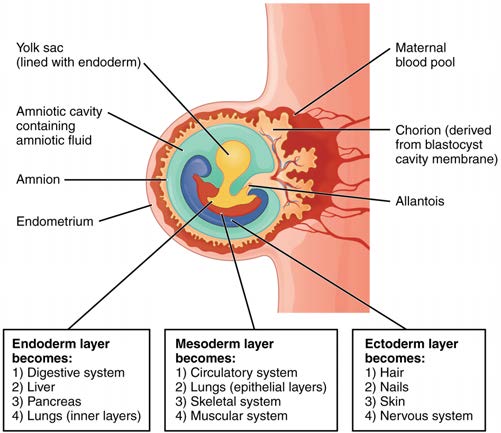 Yolk sac
(lined with endoderm)
Amniotic cavity
containing
amniotic fluid
Amnion
Endometrium
Maternal
blood pool
Chorion (derived
from blastocyst
cavity membrane)
Allantois
Endoderm layer
becomes:
1) Digestive system
2) Liver
3) Pancreas
4) Lungs (inner layers)
Mesoderm layer
becomes:
1) Circulatory system
2) Lungs (epithelial layers)
3) Skeletal system
4) Muscular system
Ectoderm layer
becomes:
1) Hair
2) Nails
3) Skin
4) Nervous system